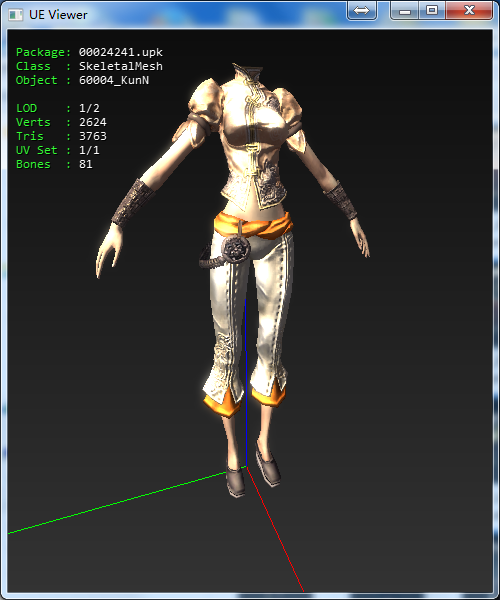 UE Viewer
Package: 00024241.upk
Class : SkeletalMesh
Object : 60004_KunN
LOD : 1/2
Verts : 2624
Tris : 3763
UV Set : 1/1
Bones : 81